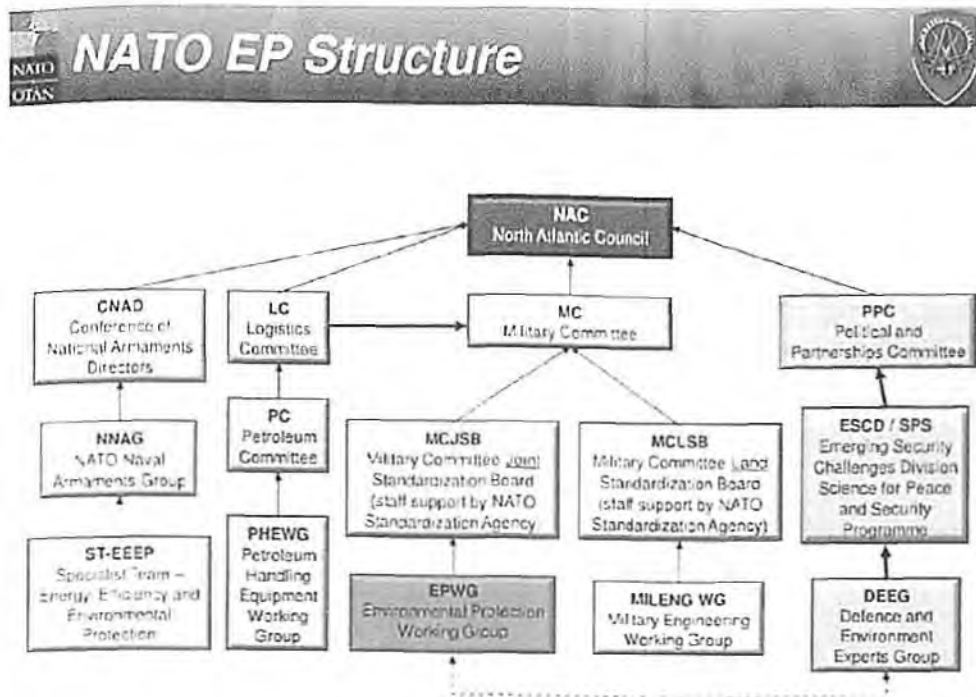 NATO
OTAN
NATO EP Structure
NAC
North Atlantic Council
CNAD
Conference of
National Armaments
Directors
LC
Logistics
Committee
MC
Military Committee
PPC
Political and
Partnerships Committee
NNAG
NATO Naval
Armaments Group
PC
Petroleum
Committee
MCJSB
Military Committee Joint
Standardization Board
(staff support by NATO
Standardization Agency)
MCLSB
Military Committee Land
Standardization Board
(staff support by NATO
Standardization Agency)
ESCD / SPS
Emerging Security
Challenges Division
Science for Peace
and Security
Programme
ST-EEEP
Specialist Team –
Energy, Efficiency and
Environmental
Protection
PHEWG
Petroleum
Handling
Equipment
Working
Group
EPWG
Environmental Protection
Working Group
MILENG WG
Military Engineering
Working Group
DEEG
Defence and
Environment
Experts Group